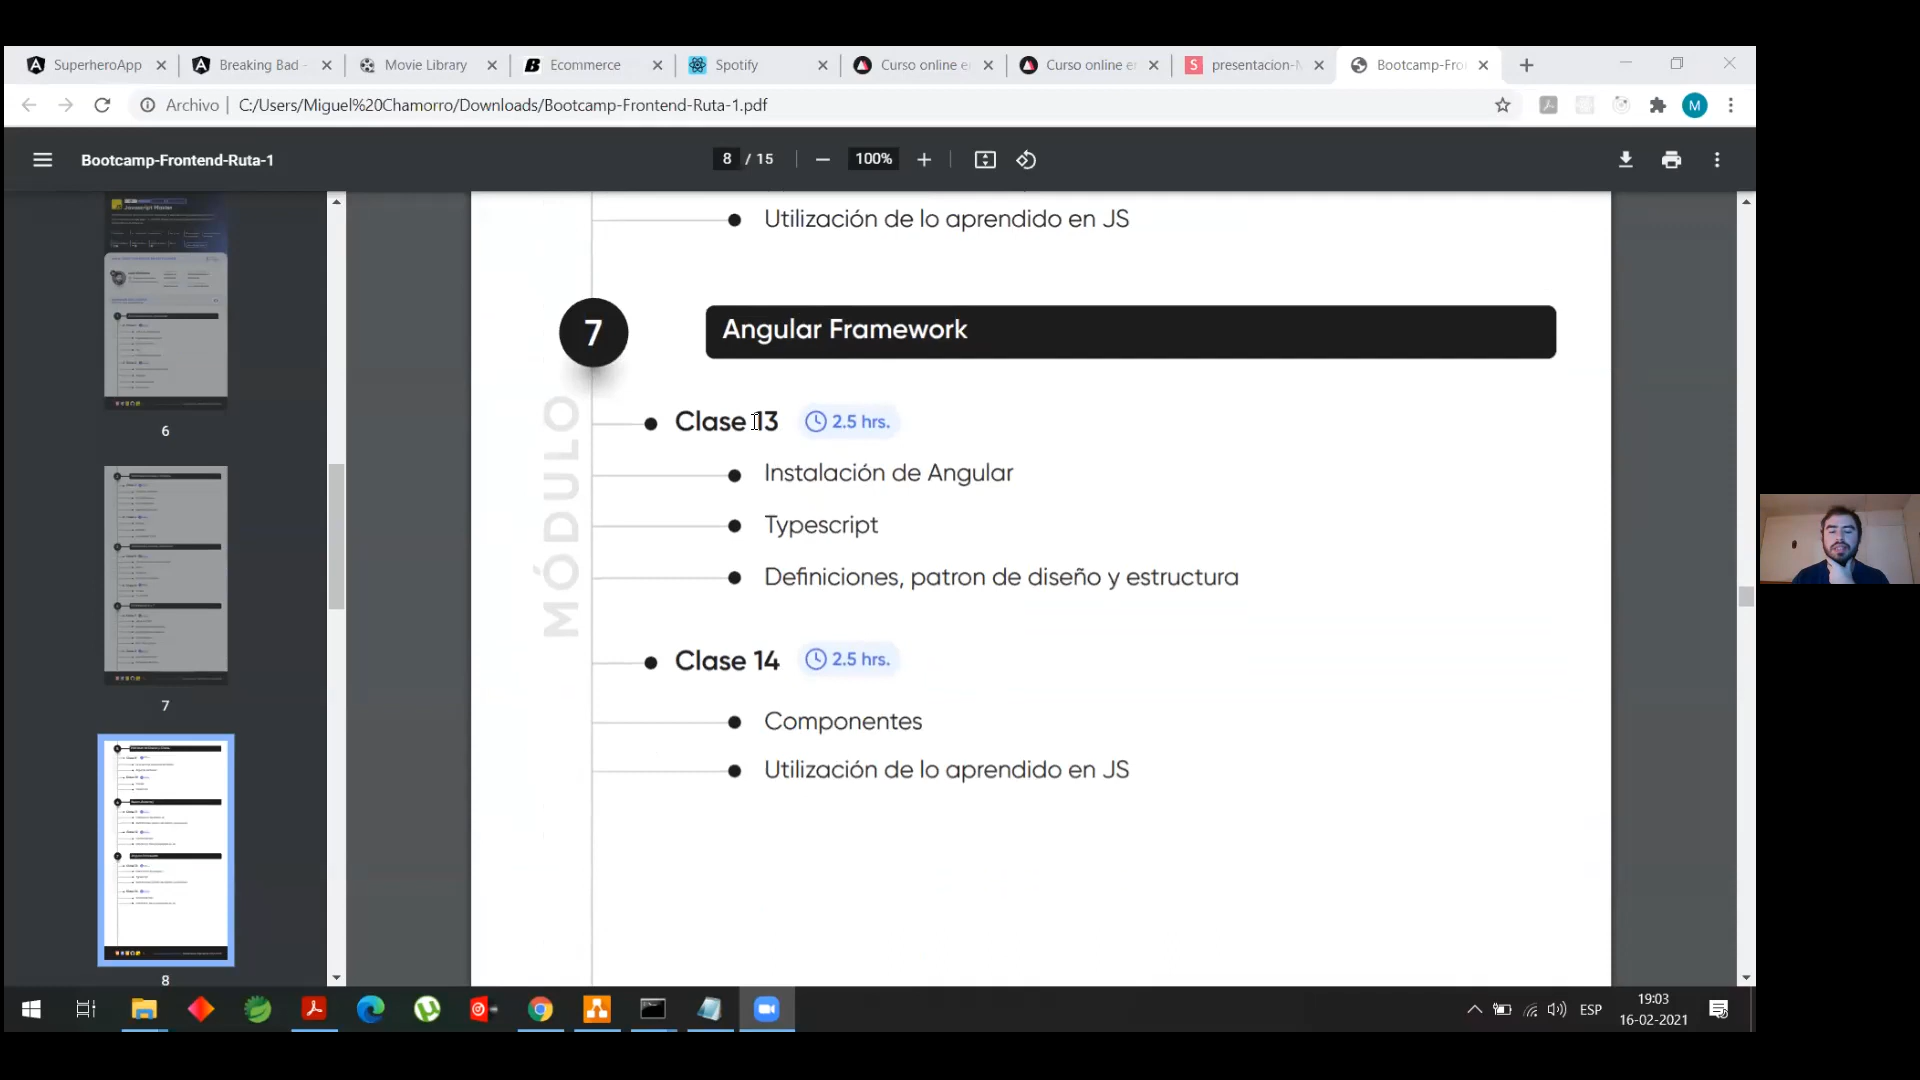 SuperheroApp
Breaking Bad
Movie Library
Ecommerce
Spotify
Curso online e
Curso online e
presentacion-
Bootcamp-Fro
Archivo
C:/Users/Miguel%20Chamorro/Downloads/Bootcamp-Frontend-Ruta-1.pdf
M
Bootcamp-Frontend-Ruta-1
8 / 15
100%
Utilización de lo aprendido en JS
7
Angular Framework
MÓDULO
Clase 13
2.5 hrs.
Instalación de Angular
Typescript
Definiciones, patron de diseño y estructura
Clase 14
2.5 hrs.
Componentes
Utilización de lo aprendido en JS
6
7
8
ESP
19:03
16-02-2021